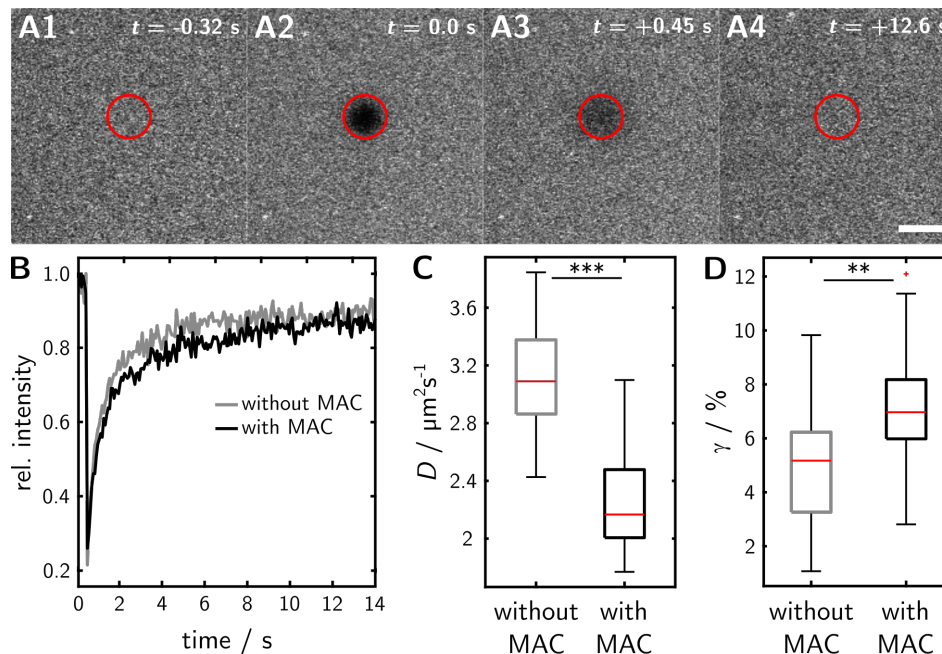 A1 t = -0.32 s A2 t = 0.0 s A3 t = +0.45 s A4 t = +12.6 s
B
1.0
0.8
0.6
0.4
0.2
rel. intensity
without MAC
with MAC
2 4 6 8 10 12 14
time / s
C
***
3.6
3.2
2.8
2.4
2
D / μm²s⁻¹
without with
MAC MAC
D
**
12
10
8
6
4
2
γ / %
without with
MAC MAC